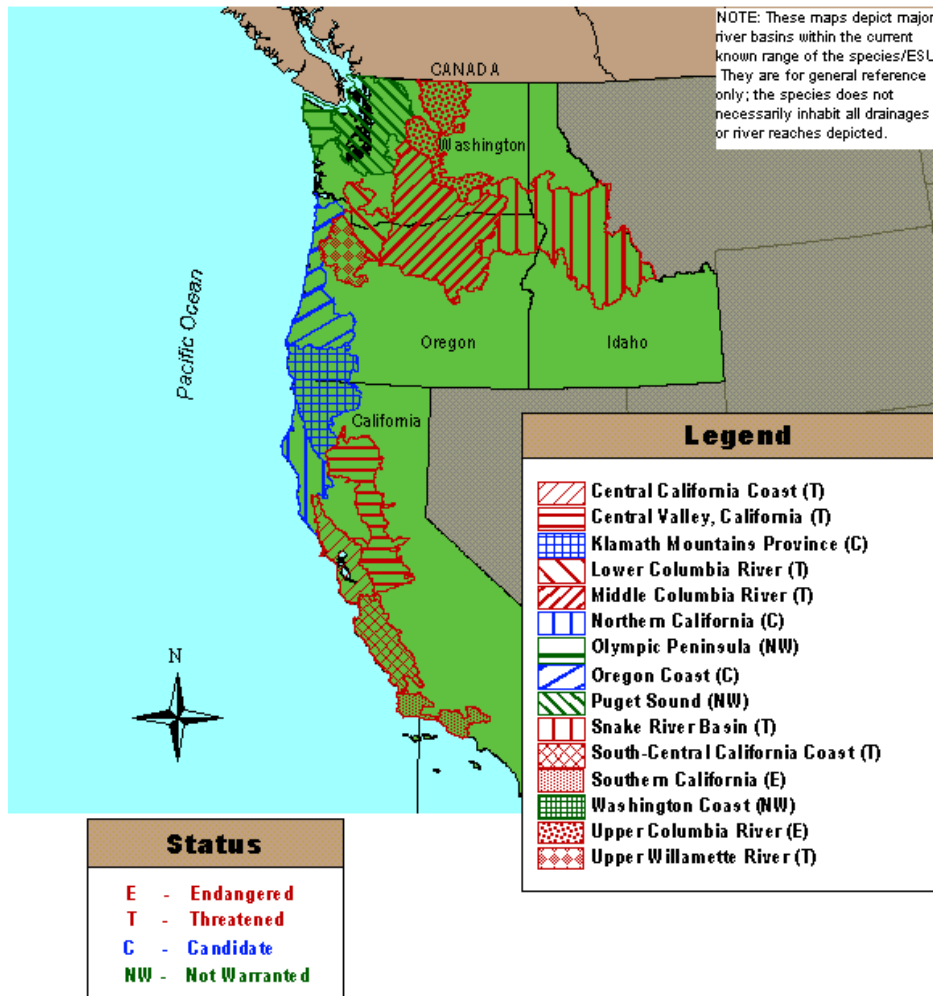 NOTE: These maps depict major
river basins within the current
known range of the species/ESU
They are for general reference
only; the species does not
necessarily inhabit all drainages
or river reaches depicted.
CANADA
Washington
Pacific Ocean
Oregon
Idaho
California
N
Legend
Central California Coast (T)
Central Valley, California (T)
Klamath Mountains Province (C)
Lower Columbia River (T)
Middle Columbia River (T)
Northern California (C)
Olympic Peninsula (NW)
Oregon Coast (C)
Puget Sound (NW)
Snake River Basin (T)
South-Central California Coast (T)
Southern California (E)
Washington Coast (NW)
Upper Columbia River (E)
Upper Willamette River (T)
Status
E - Endangered
T - Threatened
C - Candidate
NW - Not Warranted